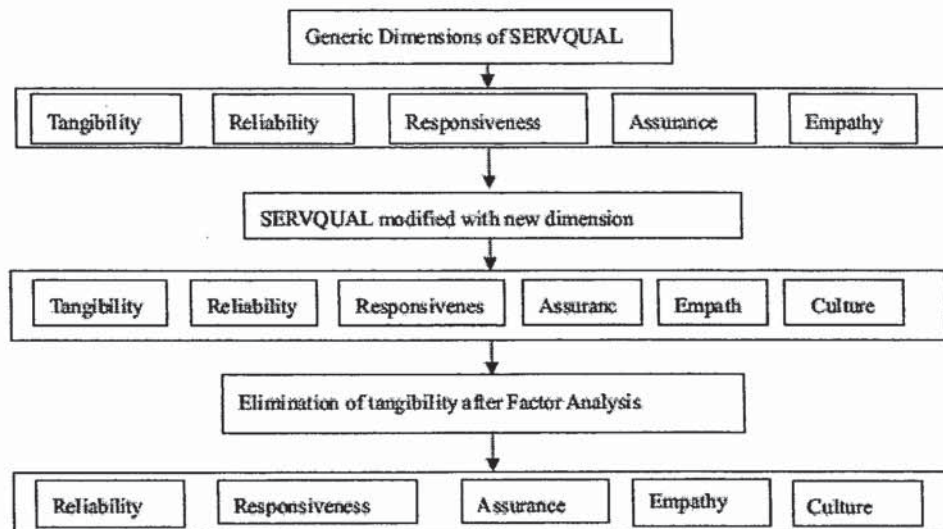 Generic Dimensions of SERVQUAL
Tangibility Reliability Responsiveness Assurance Empathy
SERVQUAL modified with new dimension
Tangibility Reliability Responsivenes Assuranc Empath Culture
Elimination of tangibility after Factor Analysis
Reliability Responsiveness Assurance Empathy Culture